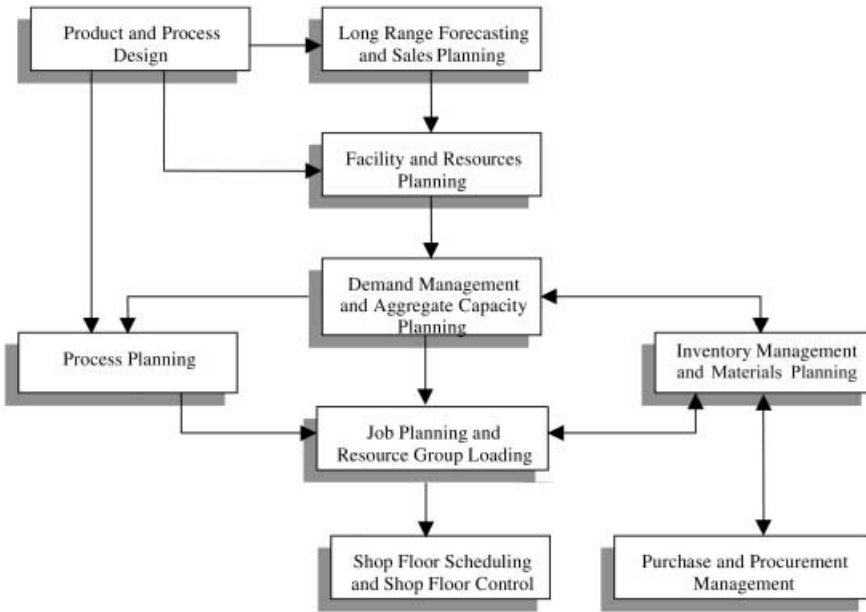 Product and Process
Design
Long Range Forecasting
and Sales Planning
Facility and Resources
Planning
Demand Management
and Aggregate Capacity
Planning
Process Planning
Inventory Management
and Materials Planning
Job Planning and
Resource Group Loading
Shop Floor Scheduling
and Shop Floor Control
Purchase and Procurement
Management